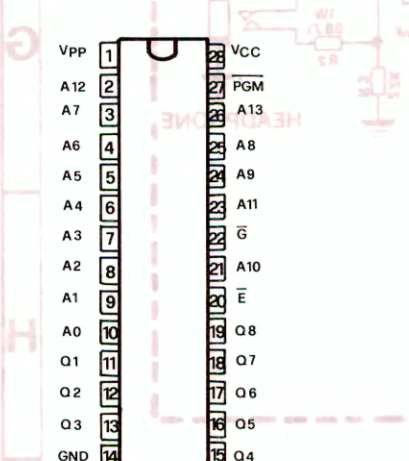 VPP 1 28 VCC
A12 2 27 PGM
A7 3 26 A13
A6 4 25 A8
A5 5 24 A9
A4 6 23 A11
A3 7 22 G
A2 8 21 A10
A1 9 20 E
A0 10 19 Q8
Q1 11 18 Q7
Q2 12 17 Q6
Q3 13 16 Q5
GND 14 15 Q4
G
HEADPHONE
H
1W
R2